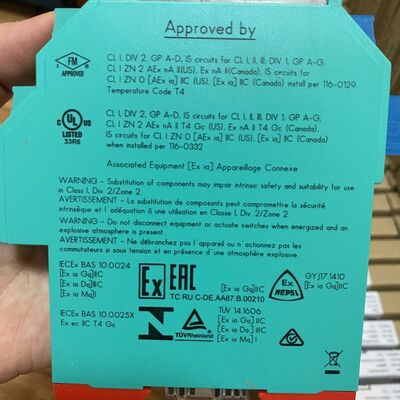 Approved by
FM
APPROVED
CL I, DIV 2, GP A-D, IS circuits for CL I, II, III, DIV 1, GP A-G,
CL I ZN 2 AEx nA II(US), Ex nA II(Canada), IS circuits for
CL I ZN 0 [AEx ia] IIC (US), [Ex ia] IIC (Canada) install per 116-0129
Temperature Code T4
C UL US
LISTED
33R6
CL I, DIV 2, GP A-D, IS circuits for CL I, II, III, DIV 1, GP A-G,
CL I ZN 2 AEx nA II T4 Gc (US), Ex nA II T4 Gc (Canada),
IS circuits for CL I ZN 0 [AEx ia] IIC (US), [Ex ia] IIC (Canada)
when installed per 116-0332
Associated Equipment [Ex ia] Appareillage Connexe
WARNING - Substitution of components may impair intrinsic safety and suitability for
use in Class I, Div. 2/Zone 2.
AVERTISSEMENT - La substitution de composants peut compromettre la sécurité
intrinsèque et l'adéquation à une utilisation en Classe I, Div. 2/Zone 2.
WARNING - Do not disconnect equipment or actuate switches when energized and an
explosive atmosphere is present.
AVERTISSEMENT - Ne débranchez pas l'appareil ou n'actionnez pas les
commutateurs si sous tension et en présence d'une atmosphère explosive.
IECEx BAS 10.0024
[Ex ia Ga]IIC
[Ex ia Da]IIIC
[Ex ia Ma]I
IECEx BAS 10.0025X
Ex ec IIC T4 Gc
Ex
EAC
TC RU C-DE.AA87.B.00210
TÜVRheinland
[Ex ia Ga] IIC
[Ex ia Da] IIIC
Ex
NEPSI
GYJ17.1410
[Ex ia Ga] IIC
TÜV 14.1606
[Ex ia Ga] IIC
[Ex ia Da] IIIC
[Ex ia Ma] I